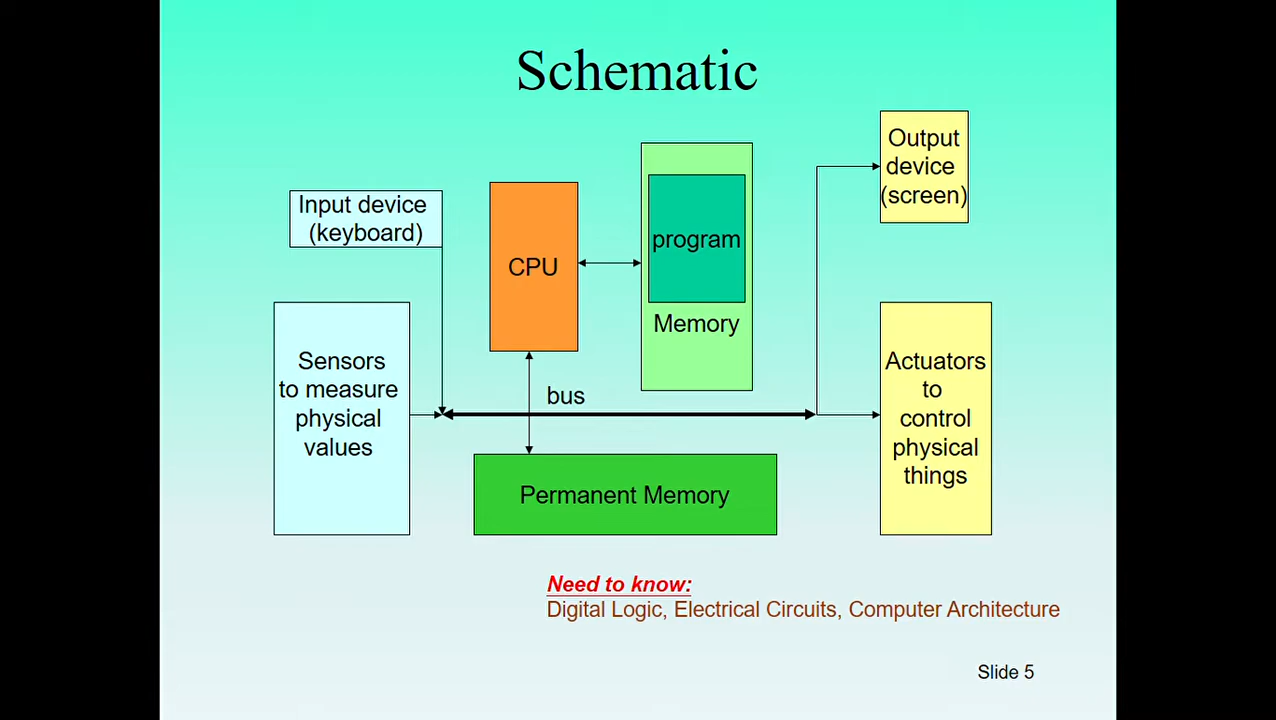 Schematic
Output
device
(screen)
Input device
(keyboard)
CPU
program
Memory
Sensors
to measure
physical
values
bus
Actuators
to
control
physical
things
Permanent Memory
Need to know:
Digital Logic, Electrical Circuits, Computer Architecture
Slide 5